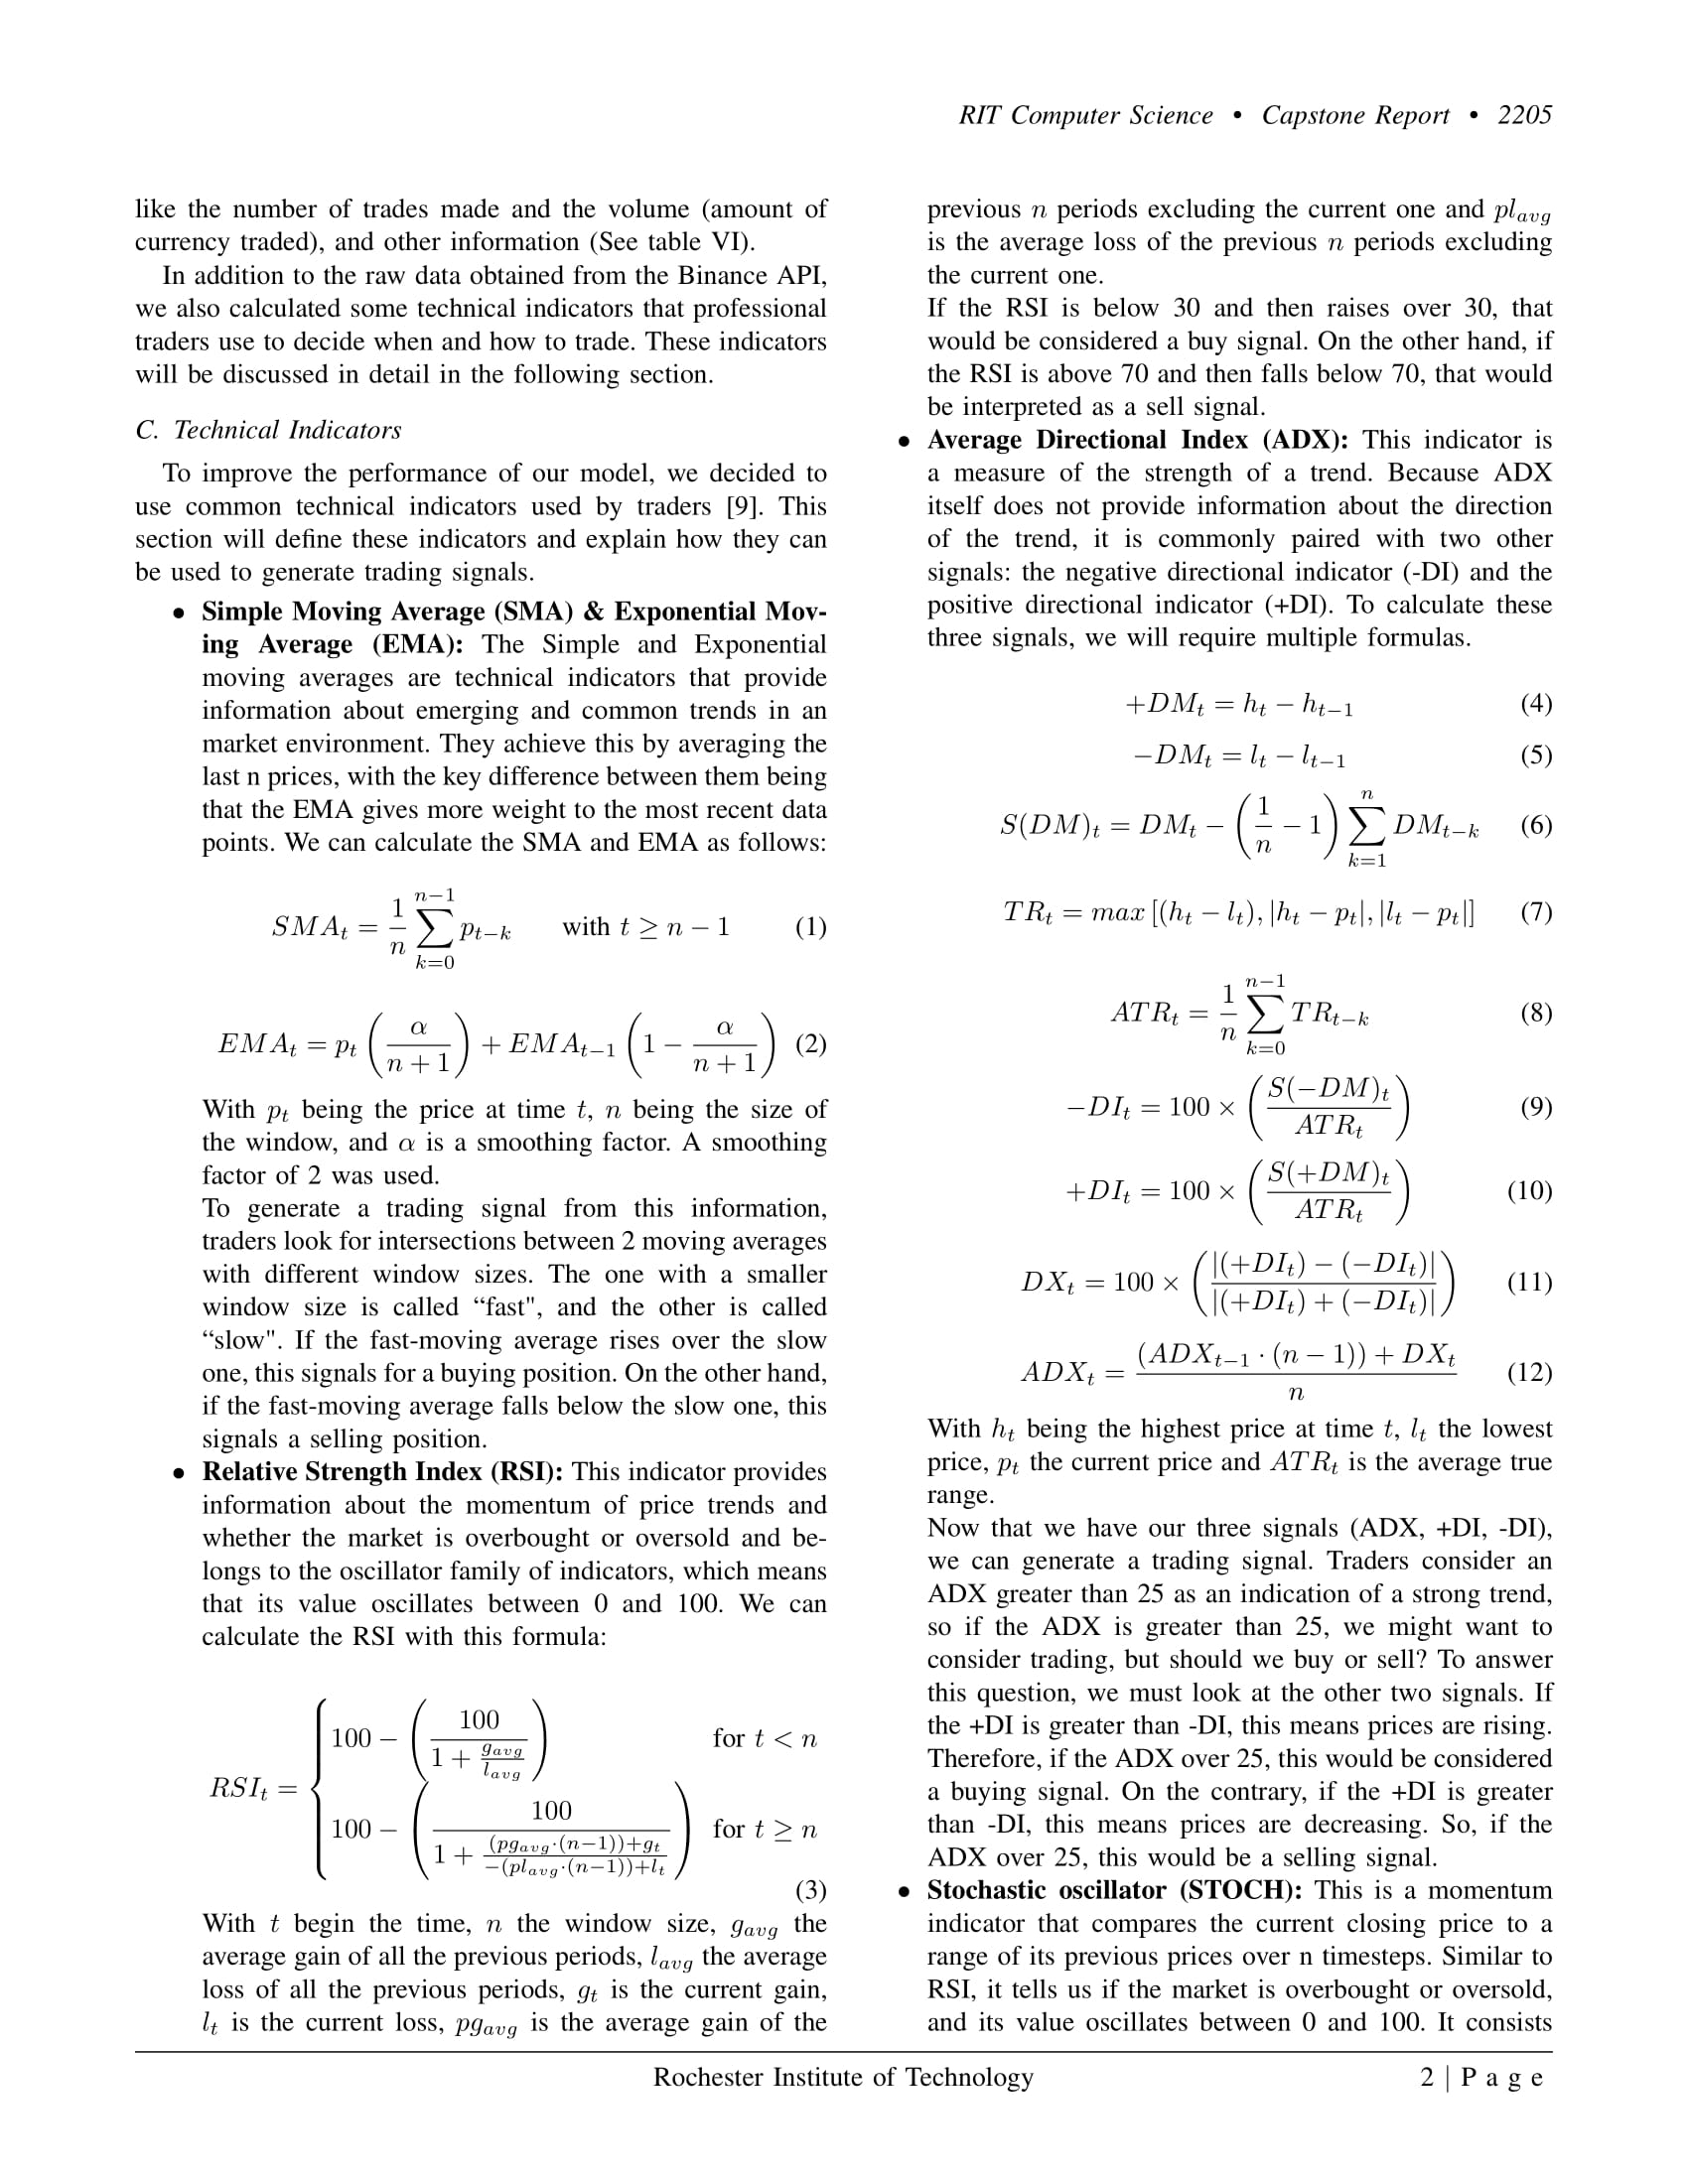 RIT Computer Science • Capstone Report • 2205
like the number of trades made and the volume (amount of
currency traded), and other information (See table VI).
In addition to the raw data obtained from the Binance API,
we also calculated some technical indicators that professional
traders use to decide when and how to trade. These indicators
will be discussed in detail in the following section.
C. Technical Indicators
To improve the performance of our model, we decided to
use common technical indicators used by traders [9]. This
section will define these indicators and explain how they can
be used to generate trading signals.
• Simple Moving Average (SMA) & Exponential Mov-
ing Average (EMA): The Simple and Exponential
moving averages are technical indicators that provide
information about emerging and common trends in an
market environment. They achieve this by averaging the
last n prices, with the key difference between them being
that the EMA gives more weight to the most recent data
points. We can calculate the SMA and EMA as follows:
SMA_t = \frac{1}{n} \sum_{k=0}^{n-1} p_{t-k} with t ≥ n − 1 (1)
EMA_t = p_t \left( \frac{α}{n+1} \right) + EMA_{t-1} \left( 1 − \frac{α}{n+1} \right) (2)
With p_t being the price at time t, n being the size of
the window, and α is a smoothing factor. A smoothing
factor of 2 was used.
To generate a trading signal from this information,
traders look for intersections between 2 moving averages
with different window sizes. The one with a smaller
window size is called “fast", and the other is called
“slow". If the fast-moving average rises over the slow
one, this signals for a buying position. On the other hand,
if the fast-moving average falls below the slow one, this
signals a selling position.
• Relative Strength Index (RSI): This indicator provides
information about the momentum of price trends and
whether the market is overbought or oversold and be-
longs to the oscillator family of indicators, which means
that its value oscillates between 0 and 100. We can
calculate the RSI with this formula:
RSI_t = \begin{cases} 100 − \left( \frac{100}{1 + \frac{g_{avg}}{l_{avg}}} \right) & for t < n \\ 100 − \left( \frac{100}{1 + \frac{(pg_{avg}·(n−1))+g_t}{−(pl_{avg}·(n−1))+l_t}} \right) & for t ≥ n \end{cases}
(3)
With t begin the time, n the window size, g_{avg} the
average gain of all the previous periods, l_{avg} the average
loss of all the previous periods, g_t is the current gain,
l_t is the current loss, pg_{avg} is the average gain of the
previous n periods excluding the current one and pl_{avg}
is the average loss of the previous n periods excluding
the current one.
If the RSI is below 30 and then raises over 30, that
would be considered a buy signal. On the other hand, if
the RSI is above 70 and then falls below 70, that would
be interpreted as a sell signal.
• Average Directional Index (ADX): This indicator is
a measure of the strength of a trend. Because ADX
itself does not provide information about the direction
of the trend, it is commonly paired with two other
signals: the negative directional indicator (-DI) and the
positive directional indicator (+DI). To calculate these
three signals, we will require multiple formulas.
+DM_t = h_t − h_{t−1} (4)
−DM_t = l_t − l_{t−1} (5)
S(DM)_t = DM_t − \left( \frac{1}{n} − 1 \right) \sum_{k=1}^{n} DM_{t−k} (6)
TR_t = max [(h_t − l_t), |h_t − p_t|, |l_t − p_t|] (7)
ATR_t = \frac{1}{n} \sum_{k=0}^{n−1} TR_{t−k} (8)
−DI_t = 100 × \left( \frac{S(−DM)_t}{ATR_t} \right) (9)
+DI_t = 100 × \left( \frac{S(+DM)_t}{ATR_t} \right) (10)
DX_t = 100 × \left( \frac{|(+DI_t) − (−DI_t)|}{|(+DI_t) + (−DI_t)|} \right) (11)
ADX_t = \frac{(ADX_{t−1} · (n − 1)) + DX_t}{n} (12)
With h_t being the highest price at time t, l_t the lowest
price, p_t the current price and ATR_t is the average true
range.
Now that we have our three signals (ADX, +DI, -DI),
we can generate a trading signal. Traders consider an
ADX greater than 25 as an indication of a strong trend,
so if the ADX is greater than 25, we might want to
consider trading, but should we buy or sell? To answer
this question, we must look at the other two signals. If
the +DI is greater than -DI, this means prices are rising.
Therefore, if the ADX over 25, this would be considered
a buying signal. On the contrary, if the +DI is greater
than -DI, this means prices are decreasing. So, if the
ADX over 25, this would be a selling signal.
• Stochastic oscillator (STOCH): This is a momentum
indicator that compares the current closing price to a
range of its previous prices over n timesteps. Similar to
RSI, it tells us if the market is overbought or oversold,
and its value oscillates between 0 and 100. It consists
Rochester Institute of Technology
2 | P a g e